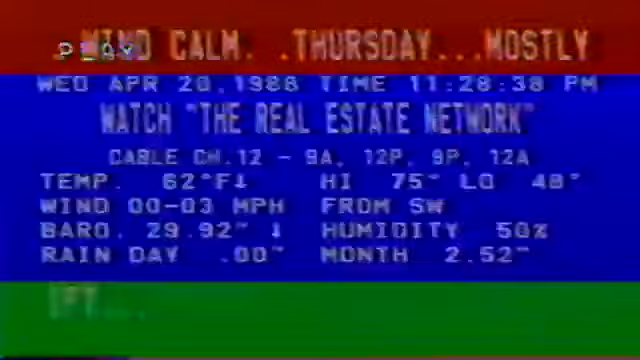 PLAY
. WIND CALM. .THURSDAY...MOSTLY
WED APR 20,1988 TIME 11:28:38 PM
WATCH "THE REAL ESTATE NETWORK"
CABLE CH.12 - 9A, 12P, 9P, 12A
TEMP. 62°F↓ HI 75° LO 48°
WIND 00-03 MPH FROM SW
BARO. 29.92" ↓ HUMIDITY 50%
RAIN DAY .00" MONTH 2.52"